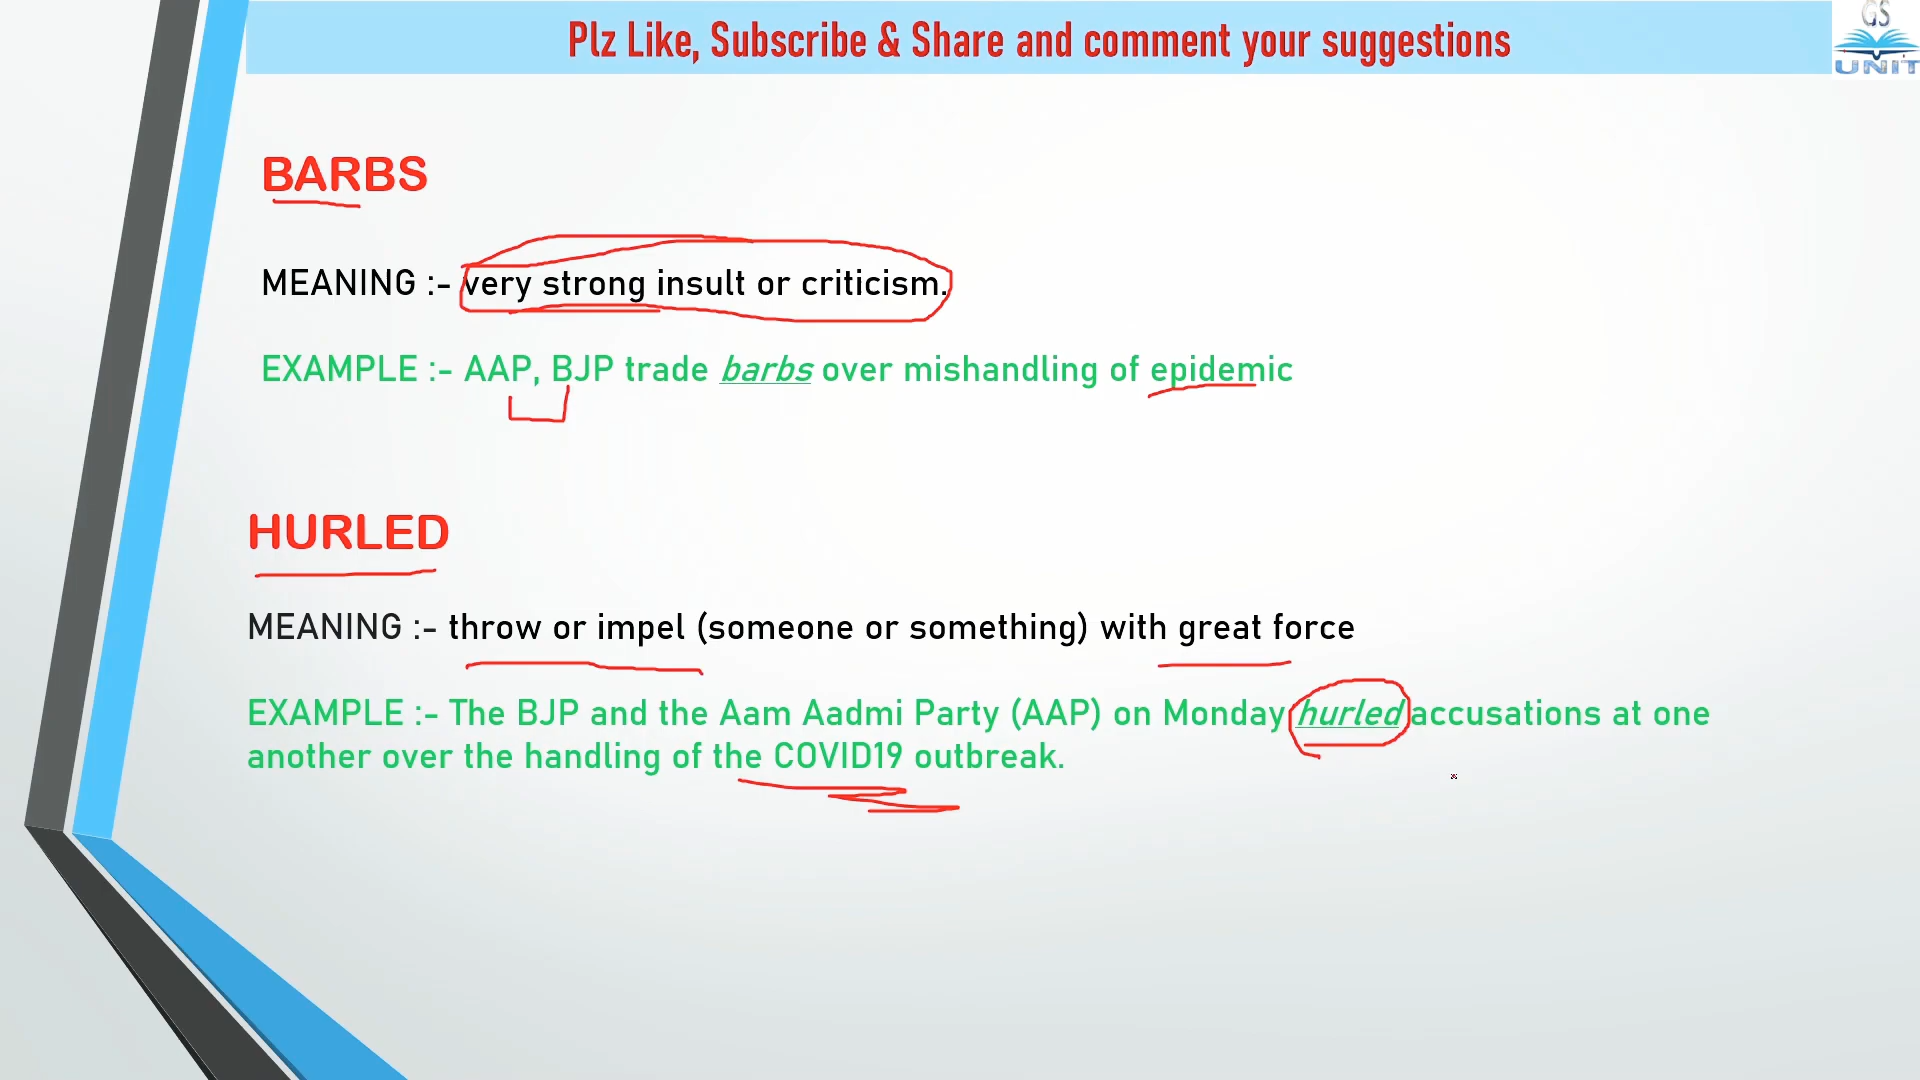 Plz Like, Subscribe & Share and comment your suggestions
GS
UNIT
BARBS
MEANING :- very strong insult or criticism.
EXAMPLE :- AAP, BJP trade barbs over mishandling of epidemic
HURLED
MEANING :- throw or impel (someone or something) with great force
EXAMPLE :- The BJP and the Aam Aadmi Party (AAP) on Monday hurled accusations at one
another over the handling of the COVID19 outbreak.